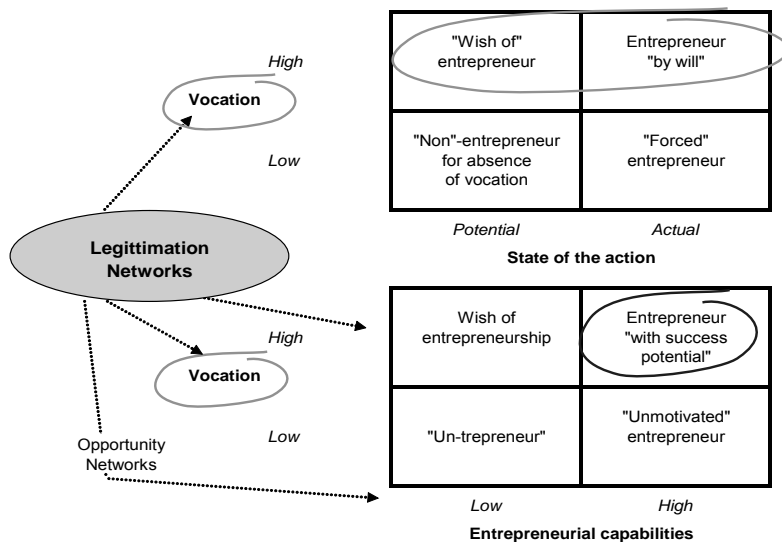 High
Vocation
Low
"Wish of"
entrepreneur
Entrepreneur
"by will"
"Non"-entrepreneur
for absence
of vocation
"Forced"
entrepreneur
Potential
Actual
State of the action
Legittimation
Networks
High
Vocation
Low
Opportunity
Networks
Wish of
entrepreneurship
Entrepreneur
"with success
potential"
"Un-trepreneur"
"Unmotivated"
entrepreneur
Low
High
Entrepreneurial capabilities